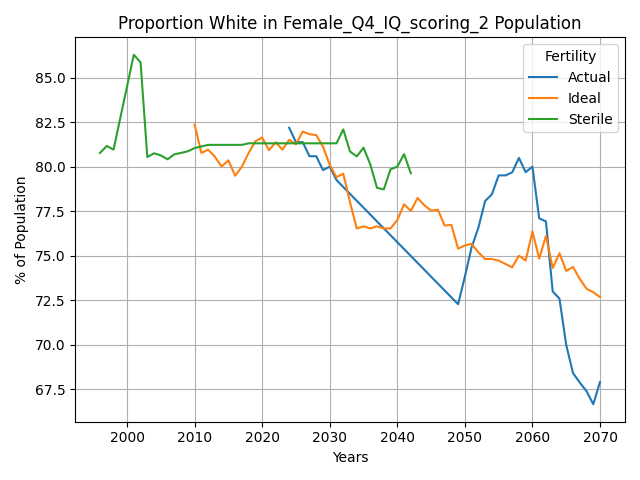 Proportion White in Female_Q4_IQ_scoring_2 Population
Fertility
Actual
Ideal
Sterile
% of Population
85.0
82.5
80.0
77.5
75.0
72.5
70.0
67.5
2000 2010 2020 2030 2040 2050 2060 2070
Years